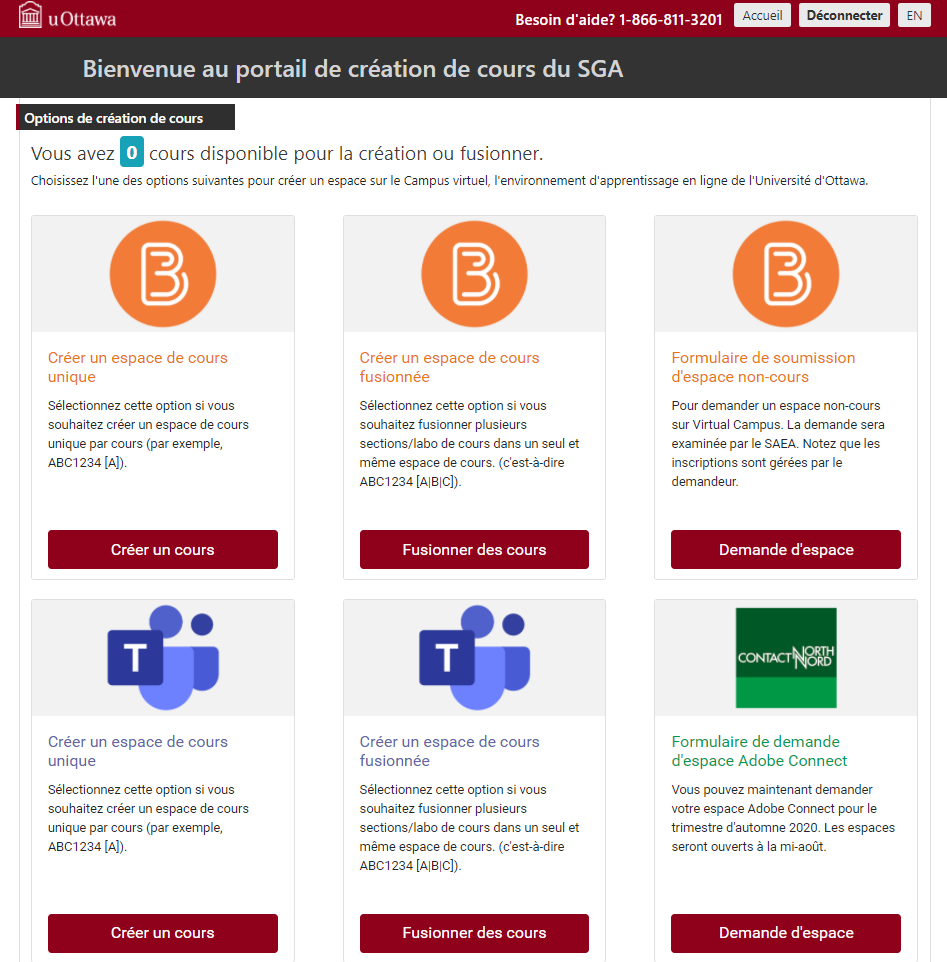 uOttawa
Besoin d'aide? 1-866-811-3201
Accueil
Déconnecter
EN
Bienvenue au portail de création de cours du SGA
Options de création de cours
Vous avez 0 cours disponible pour la création ou fusionner.
Choisissez l'une des options suivantes pour créer un espace sur le Campus virtuel, l'environnement d'apprentissage en ligne de l'Université d'Ottawa.
Créer un espace de cours
unique
Sélectionnez cette option si vous
souhaitez créer un espace de cours
unique par cours (par exemple,
ABC1234 [A]).
Créer un cours
Créer un espace de cours
fusionnée
Sélectionnez cette option si vous
souhaitez fusionner plusieurs
sections/labo de cours dans un seul et
même espace de cours. (c'est-à-dire
ABC1234 [A|B|C]).
Fusionner des cours
Formulaire de soumission
d'espace non-cours
Pour demander un espace non-cours
sur Virtual Campus. La demande sera
examinée par le SAEA. Notez que les
inscriptions sont gérées par le
demandeur.
Demande d'espace
T
Créer un espace de cours
unique
Sélectionnez cette option si vous
souhaitez créer un espace de cours
unique par cours (par exemple,
ABC1234 [A]).
Créer un cours
T
Créer un espace de cours
fusionnée
Sélectionnez cette option si vous
souhaitez fusionner plusieurs
sections/labo de cours dans un seul et
même espace de cours. (c'est-à-dire
ABC1234 [A|B|C]).
Fusionner des cours
CONTACT NORTH
NORD
Formulaire de demande
d'espace Adobe Connect
Vous pouvez maintenant demander
votre espace Adobe Connect pour le
trimestre d'automne 2020. Les espaces
seront ouverts à la mi-août.
Demande d'espace